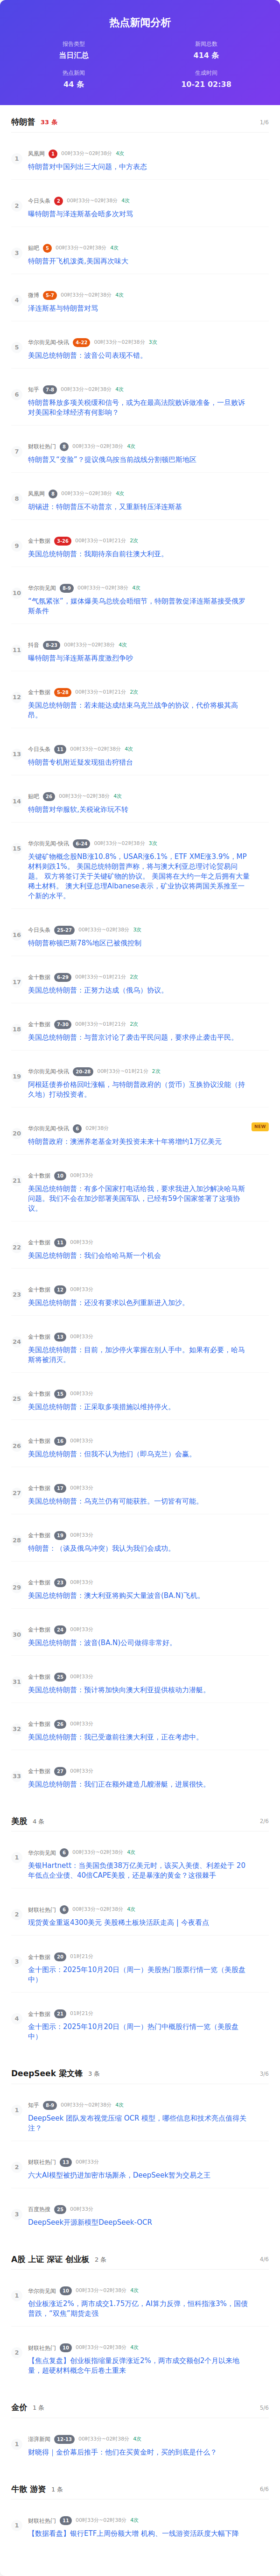 热点新闻分析
报告类型
新闻总数
当日汇总
414 条
热点新闻
生成时间
44 条
10-21 02:38
特朗普 33 条 1/6
1 凤凰网 1 00时33分~02时38分 4次
特朗普对中国列出三大问题，中方表态
2 今日头条 2 00时33分~02时38分 4次
曝特朗普与泽连斯基会晤多次对骂
3 贴吧 5 00时33分~02时38分 4次
特朗普开飞机泼粪,美国再次味大
4 微博 5-7 00时33分~02时38分 4次
泽连斯基与特朗普对骂
5 华尔街见闻-快讯 4-22 00时33分~02时38分 3次
美国总统特朗普：波音公司表现不错。
6 知乎 7-8 00时33分~02时38分 4次
特朗普释放多项关税缓和信号，或为在最高法院败诉做准备，一旦败诉
对美国和全球经济有何影响？
7 财联社热门 8 00时33分~02时38分 4次
特朗普又“变脸”？提议俄乌按当前战线分割顿巴斯地区
8 凤凰网 8 00时33分~02时38分 4次
胡锡进：特朗普压不动普京，又重新转压泽连斯基
9 金十数据 3-26 00时33分~01时21分 2次
美国总统特朗普：我期待亲自前往澳大利亚。
10 华尔街见闻 8-9 00时33分~02时38分 4次
“气氛紧张”，媒体爆美乌总统会晤细节，特朗普敦促泽连斯基接受俄罗
斯条件
11 抖音 8-23 00时33分~02时38分 4次
曝特朗普与泽连斯基再度激烈争吵
12 金十数据 5-28 00时33分~01时21分 2次
美国总统特朗普：若未能达成结束乌克兰战争的协议，代价将极其高
昂。
13 今日头条 11 00时33分~02时38分 4次
特朗普专机附近疑发现狙击狩猎台
14 贴吧 26 00时33分~02时38分 4次
特朗普对华服软,关税讹诈玩不转
15 华尔街见闻-快讯 6-24 00时33分~02时38分 3次
关键矿物概念股NB涨10.8%，USAR涨6.1%，ETF XME涨3.9%，MP
材料则跌1%。 美国总统特朗普声称，将与澳大利亚总理讨论贸易问
题。 双方将签订关于关键矿物的协议。 美国将在大约一年之后拥有大量
稀土材料。 澳大利亚总理Albanese表示，矿业协议将两国关系推至一
个新的水平。
16 今日头条 25-27 00时33分~02时38分 3次
特朗普称顿巴斯78%地区已被俄控制
17 金十数据 6-29 00时33分~01时21分 2次
美国总统特朗普：正努力达成（俄乌）协议。
18 金十数据 7-30 00时33分~01时21分 2次
美国总统特朗普：与普京讨论了袭击平民问题，要求停止袭击平民。
19 华尔街见闻-快讯 20-28 00时33分~01时21分 2次
阿根廷债券价格回吐涨幅，与特朗普政府的（货币）互换协议没能（持
久地）打动投资者。
20 华尔街见闻-快讯 6 02时38分 NEW
特朗普政府：澳洲养老基金对美投资未来十年将增约1万亿美元
21 金十数据 10 00时33分
美国总统特朗普：有多个国家打电话给我，要求我进入加沙解决哈马斯
问题。我们不会在加沙部署美国军队，已经有59个国家签署了这项协
议。
22 金十数据 11 00时33分
美国总统特朗普：我们会给哈马斯一个机会
23 金十数据 12 00时33分
美国总统特朗普：还没有要求以色列重新进入加沙。
24 金十数据 13 00时33分
美国总统特朗普：目前，加沙停火掌握在别人手中。如果有必要，哈马
斯将被消灭。
25 金十数据 15 00时33分
美国总统特朗普：正采取多项措施以维持停火。
26 金十数据 16 00时33分
美国总统特朗普：但我不认为他们（即乌克兰）会赢。
27 金十数据 17 00时33分
美国总统特朗普：乌克兰仍有可能获胜。一切皆有可能。
28 金十数据 19 00时33分
特朗普：（谈及俄乌冲突）我认为我们会成功。
29 金十数据 23 00时33分
美国总统特朗普：澳大利亚将购买大量波音(BA.N)飞机。
30 金十数据 24 00时33分
美国总统特朗普：波音(BA.N)公司做得非常好。
31 金十数据 25 00时33分
美国总统特朗普：预计将加快向澳大利亚提供核动力潜艇。
32 金十数据 26 00时33分
美国总统特朗普：我已受邀前往澳大利亚，正在考虑中。
33 金十数据 27 00时33分
美国总统特朗普：我们正在额外建造几艘潜艇，进展很快。
美股 4 条 2/6
1 华尔街见闻 6 00时33分~02时38分 4次
美银Hartnett：当美国负债38万亿美元时，该买入美债、利差处于 20
年低点企业债、40倍CAPE美股，还是暴涨的黄金？这很棘手
2 财联社热门 6 00时33分~02时38分 4次
现货黄金重返4300美元 美股稀土板块活跃走高 | 今夜看点
3 金十数据 20 01时21分
金十图示：2025年10月20日（周一）美股热门股票行情一览（美股盘
中）
4 金十数据 21 01时21分
金十图示：2025年10月20日（周一）热门中概股行情一览（美股盘
中）
DeepSeek 梁文锋 3 条 3/6
1 知乎 8-9 00时33分~02时38分 4次
DeepSeek 团队发布视觉压缩 OCR 模型，哪些信息和技术亮点值得关
注？
2 财联社热门 13 00时33分
六大AI模型被扔进加密市场厮杀，DeepSeek暂为交易之王
3 百度热搜 25 00时33分
DeepSeek开源新模型DeepSeek-OCR
A股 上证 深证 创业板 2 条 4/6
1 华尔街见闻 10 00时33分~02时38分 4次
创业板涨近2%，两市成交1.75万亿，AI算力反弹，恒科指涨3%，国债
普跌，“双焦”期货走强
2 财联社热门 10 00时33分~02时38分 4次
【焦点复盘】创业板指缩量反弹涨近2%，两市成交额创2个月以来地
量，超硬材料概念午后卷土重来
金价 1 条 5/6
1 澎湃新闻 12-13 00时33分~02时38分 4次
财晓得｜金价幕后推手：他们在买黄金时，买的到底是什么？
牛散 游资 1 条 6/6
1 财联社热门 11 00时33分~02时38分 4次
【数据看盘】银行ETF上周份额大增 机构、一线游资活跃度大幅下降